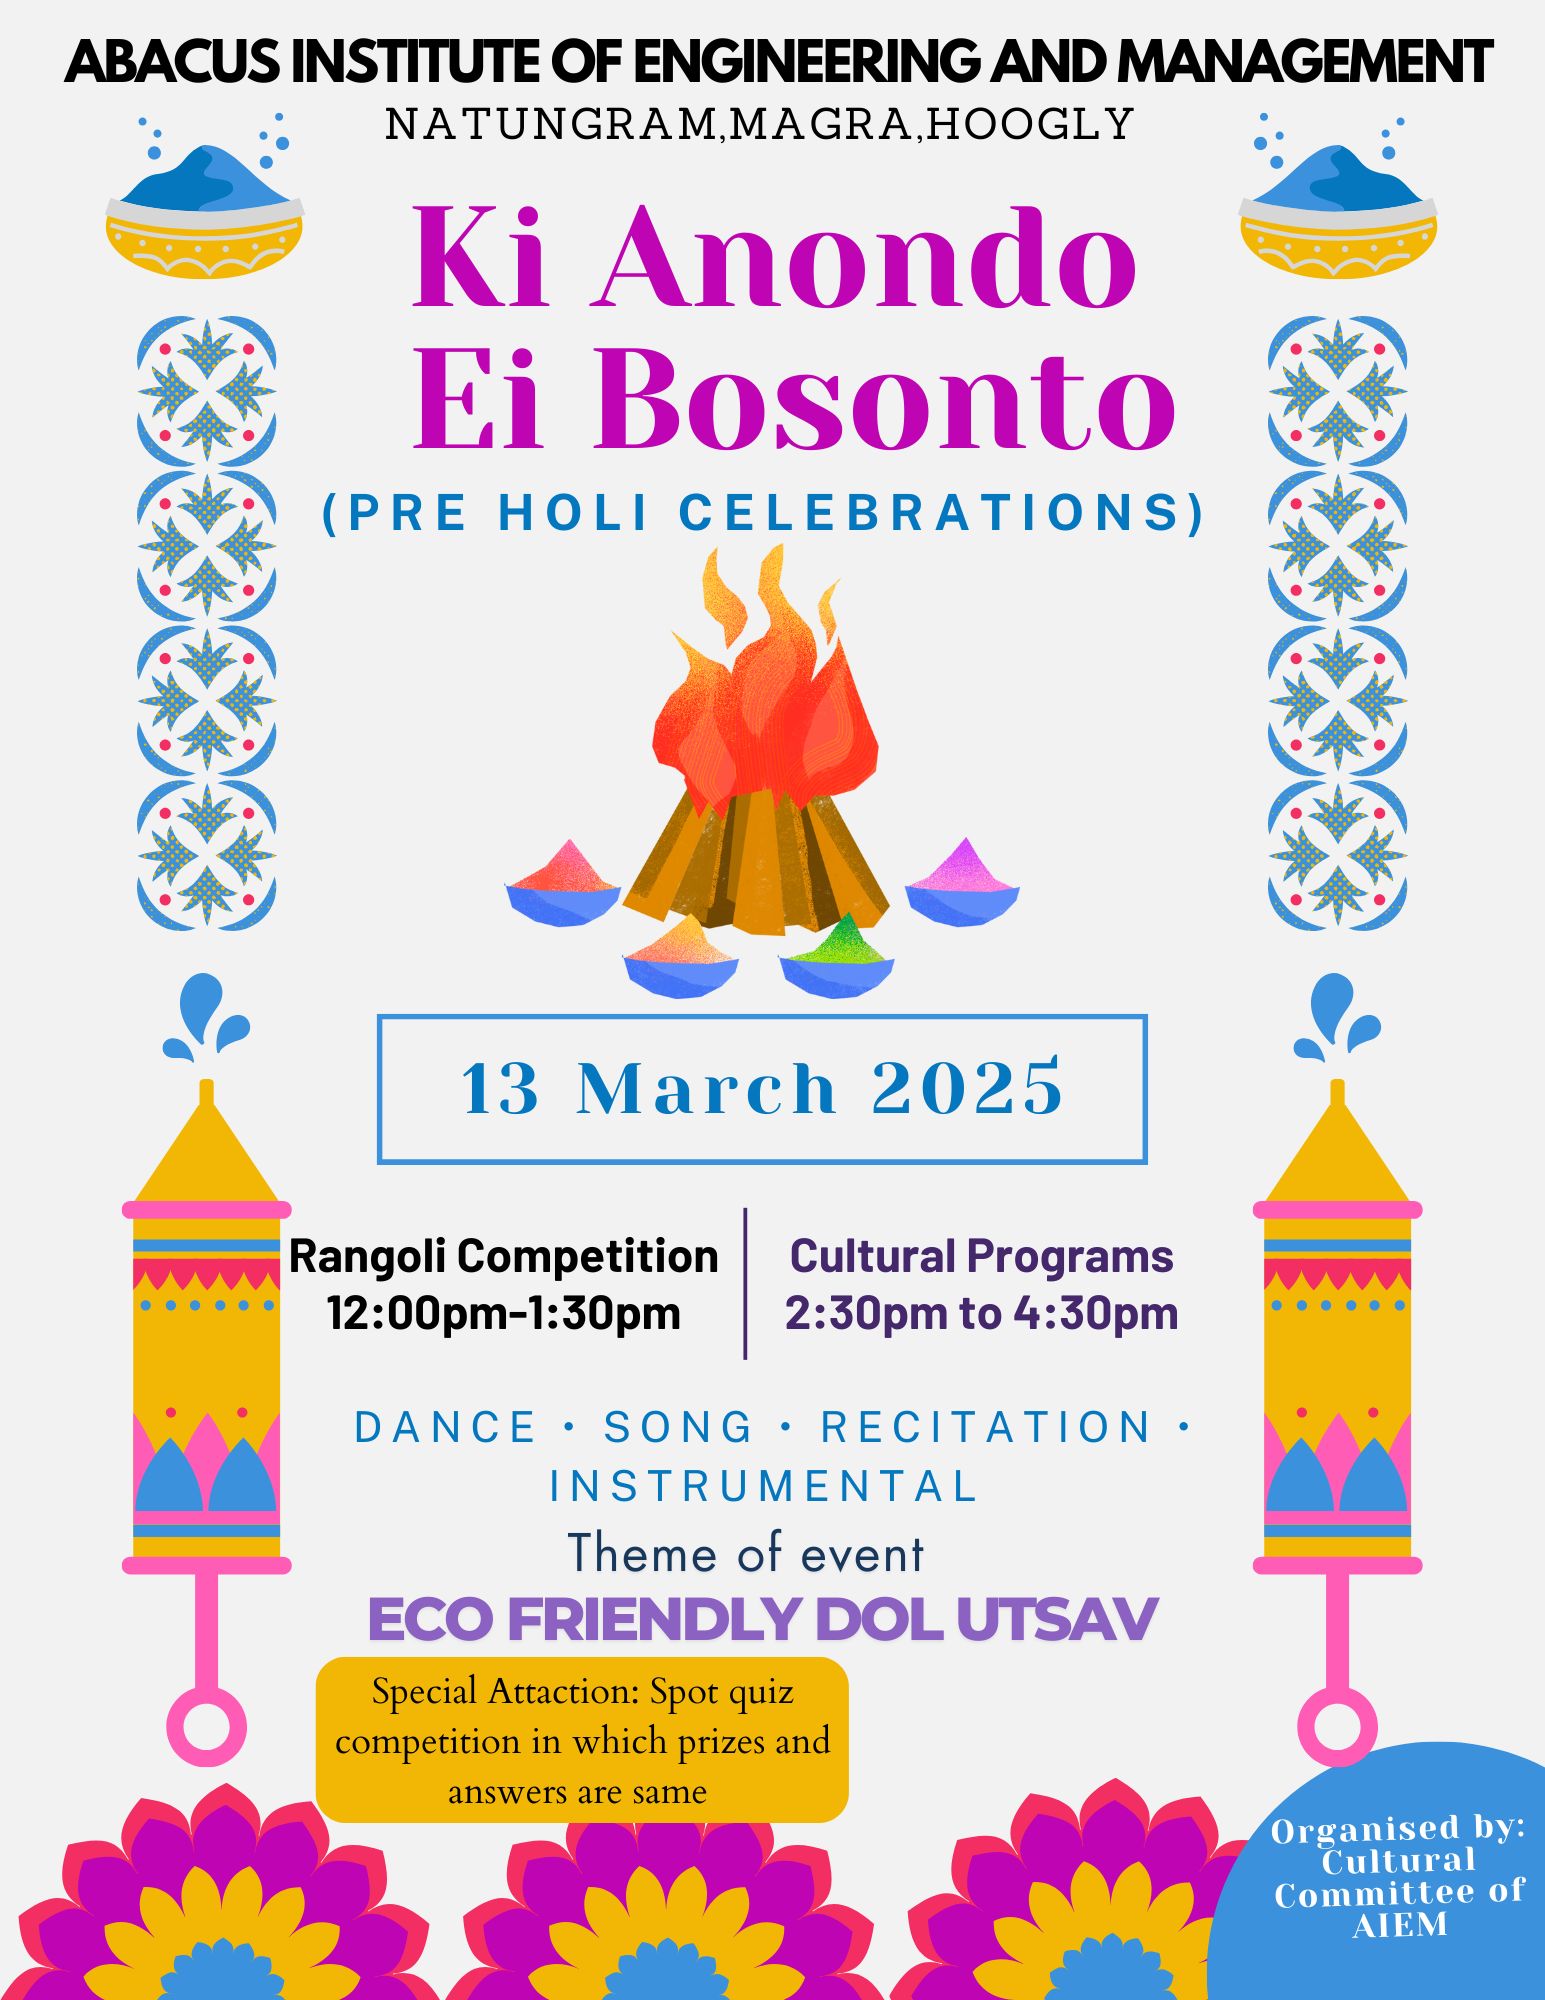 ABACUS INSTITUTE OF ENGINEERING AND MANAGEMENT
NATUNGRAM,MAGRA,HOOGLY
Ki Anondo
Ei Bosonto
(PRE HOLI CELEBRATIONS)
13 March 2025
Rangoli Competition
12:00pm-1:30pm
Cultural Programs
2:30pm to 4:30pm
DANCE • SONG • RECITATION •
INSTRUMENTAL
Theme of event
ECO FRIENDLY DOL UTSAV
Special Attaction: Spot quiz
competition in which prizes and
answers are same
Organised by:
Cultural
Committee of
AIEM